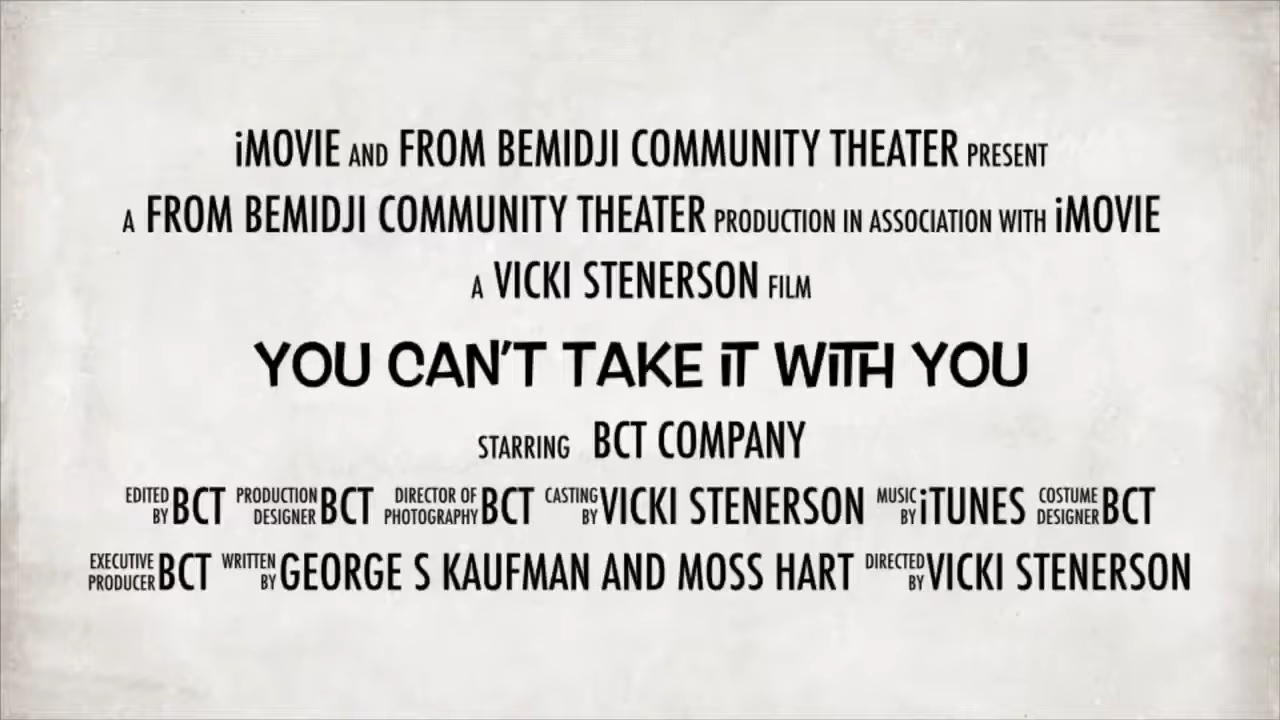 iMOVIE AND FROM BEMIDJI COMMUNITY THEATER PRESENT
A FROM BEMIDJI COMMUNITY THEATER PRODUCTION IN ASSOCIATION WITH iMOVIE
A VICKI STENERSON FILM
YOU CAN'T TAKE iT WiTH YOU
STARRING BCT COMPANY
EDITED BY BCT PRODUCTION DESIGNER BCT DIRECTOR OF PHOTOGRAPHY BCT CASTING BY VICKI STENERSON MUSIC BY iTUNES COSTUME DESIGNER BCT
EXECUTIVE PRODUCER BCT WRITTEN BY GEORGE S KAUFMAN AND MOSS HART DIRECTED BY VICKI STENERSON